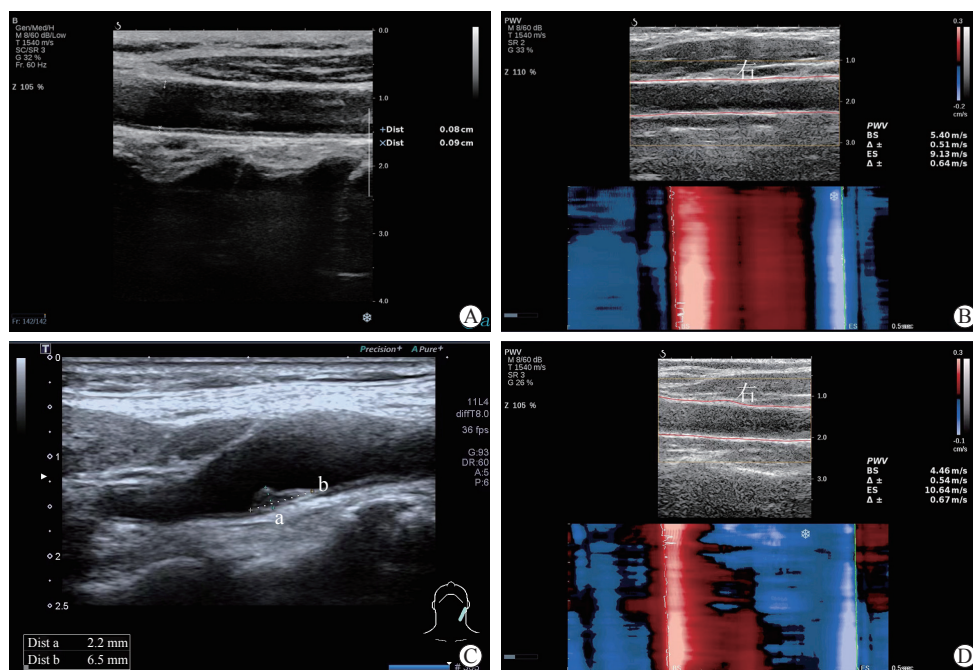 B
Gen/Med/H
M 8/60 dB/Low
T 1540 m/s
SC/SR 3
G 32 %
Fr. 60 Hz
Z 105 %
0.0
1.0
2.0
3.0
4.0
+Dist 0.08 cm
×Dist 0.09 cm
Fr: 142/142
A
a
PWV
M 8/60 dB
T 1540 m/s
SR 2
G 33 %
Z 110 %
右
1.0
2.0
3.0
0.3
-0.2
cm/s
PWV
BS 5.40 m/s
Δ ± 0.51 m/s
ES 9.13 m/s
Δ ± 0.64 m/s
ES
0.5 sec
B
T
Precision+ A Pure+
0
1
2
2.5
11L4
diffT8.0
36 fps
G:93
DR:60
A:5
P:6
b
a
Dist a 2.2 mm
Dist b 6.5 mm
C
PWV
M 8/60 dB
T 1540 m/s
SR 3
G 26 %
Z 105 %
右
1.0
2.0
3.0
0.3
-0.1
cm/s
PWV
BS 4.46 m/s
Δ ± 0.54 m/s
ES 10.64 m/s
Δ ± 0.67 m/s
ES
0.5 sec
D